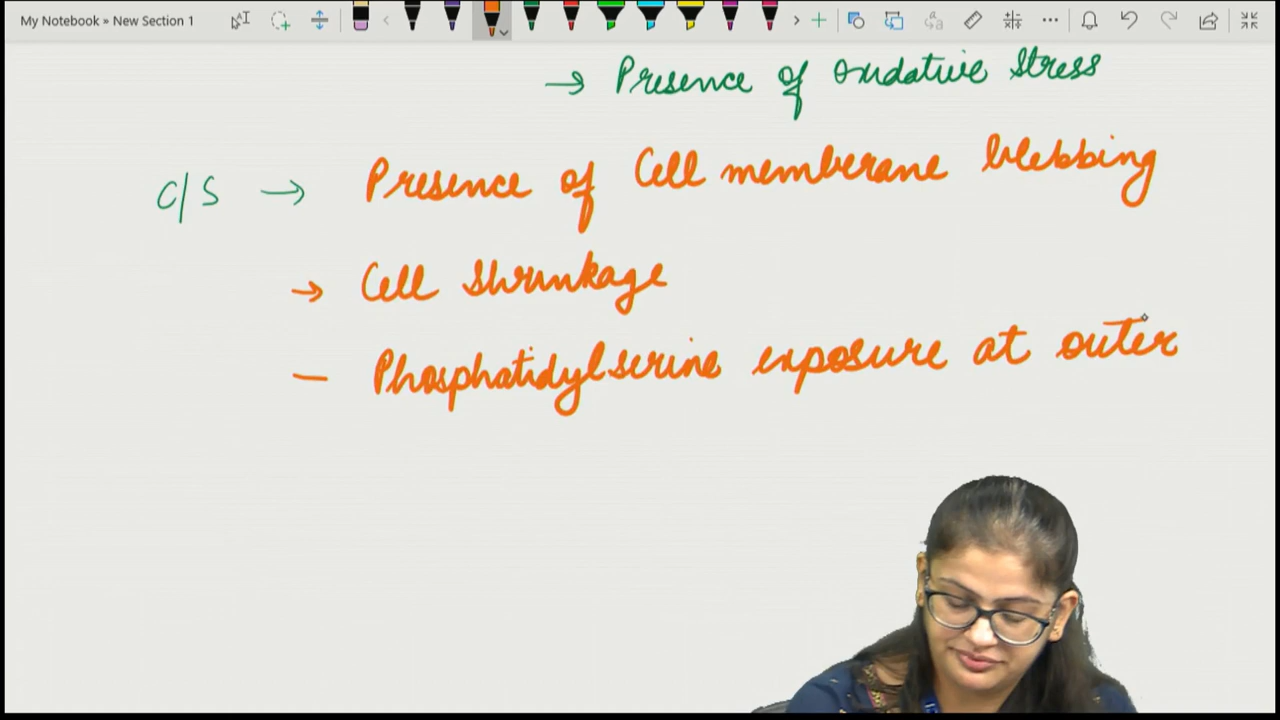 My Notebook » New Section 1
→ Presence of oxidative stress
C/S → Presence of Cell membrane blebbing
→ Cell Shrinkage
— Phosphatidylserine exposure at outer